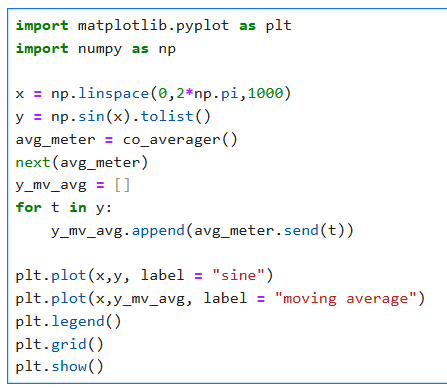 import matplotlib.pyplot as plt
import numpy as np

x = np.linspace(0,2*np.pi,1000)
y = np.sin(x).tolist()
avg_meter = co_averager()
next(avg_meter)
y_mv_avg = []
for t in y:
    y_mv_avg.append(avg_meter.send(t))

plt.plot(x,y, label = "sine")
plt.plot(x,y_mv_avg, label = "moving average")
plt.legend()
plt.grid()
plt.show()